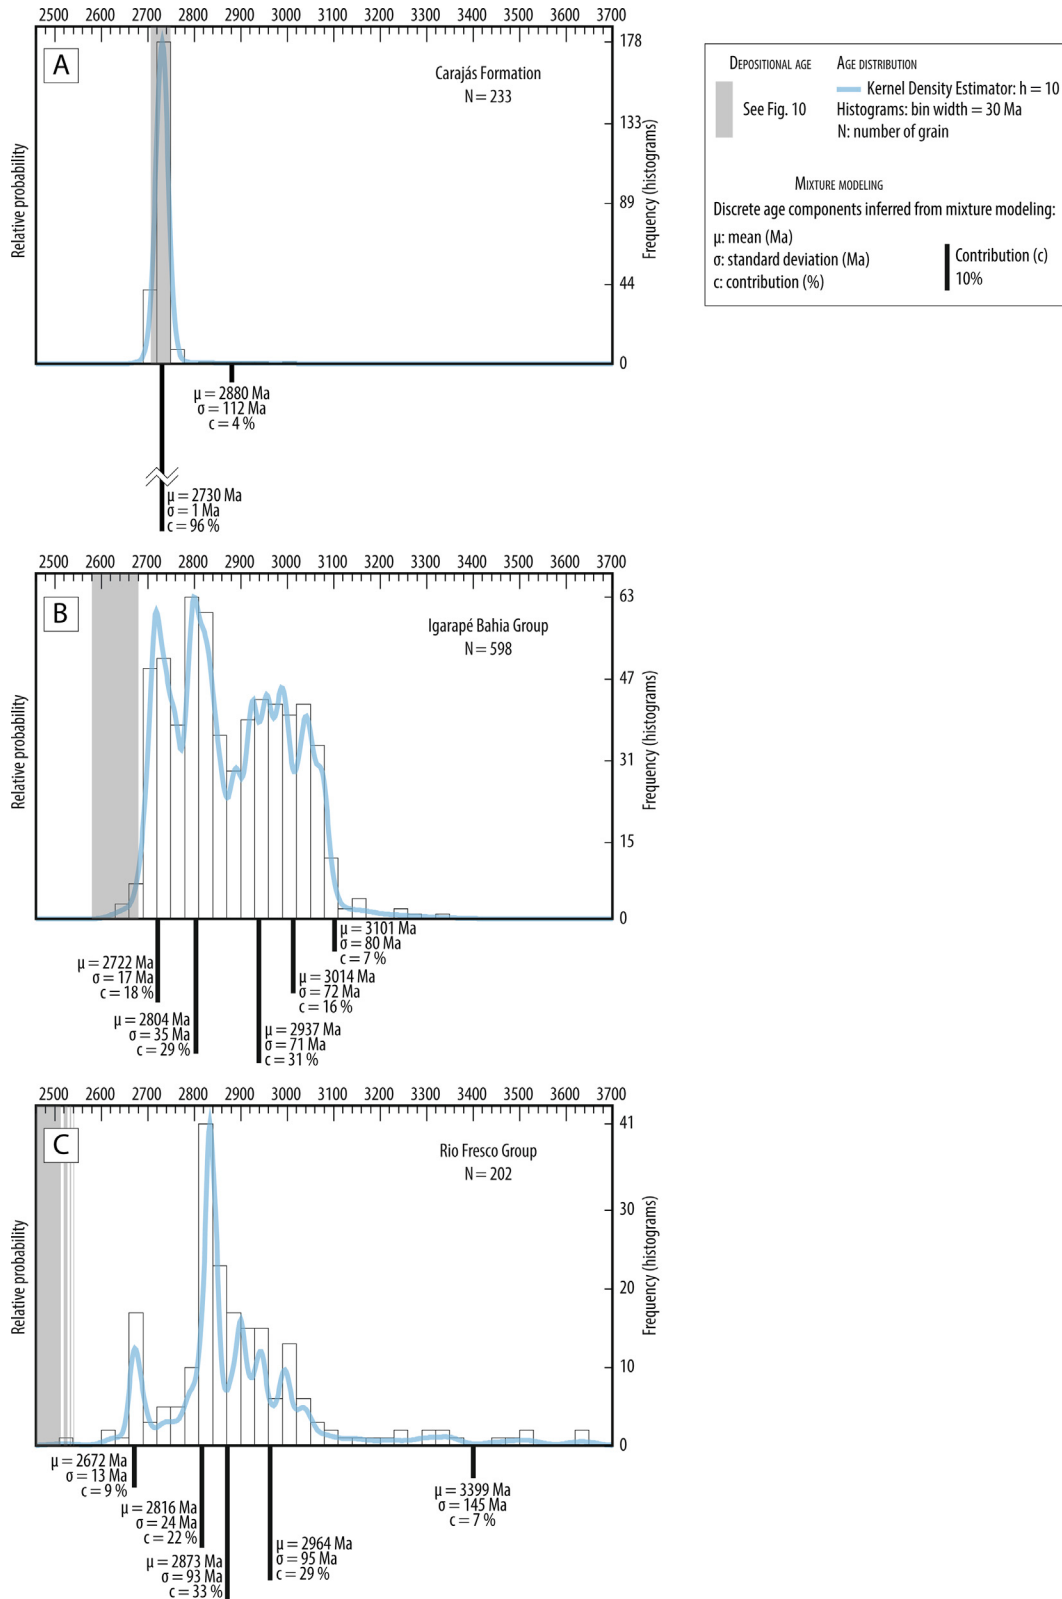 2500 2600 2700 2800 2900 3000 3100 3200 3300 3400 3500 3600 3700
A
Carajás Formation
N = 233
Relative probability
Frequency (histograms)
178
133
89
44
0
μ = 2880 Ma
σ = 112 Ma
c = 4 %
μ = 2730 Ma
σ = 1 Ma
c = 96 %
Depositional age
See Fig. 10
Age distribution
Kernel Density Estimator: h = 10
Histograms: bin width = 30 Ma
N: number of grain
Mixture modeling
Discrete age components inferred from mixture modeling:
μ: mean (Ma)
σ: standard deviation (Ma)
c: contribution (%)
Contribution (c)
10%
2500 2600 2700 2800 2900 3000 3100 3200 3300 3400 3500 3600 3700
B
Igarapé Bahia Group
N = 598
Relative probability
Frequency (histograms)
63
47
31
15
0
μ = 2722 Ma
σ = 17 Ma
c = 18 %
μ = 2804 Ma
σ = 35 Ma
c = 29 %
μ = 2937 Ma
σ = 71 Ma
c = 31 %
μ = 3014 Ma
σ = 72 Ma
c = 16 %
μ = 3101 Ma
σ = 80 Ma
c = 7 %
2500 2600 2700 2800 2900 3000 3100 3200 3300 3400 3500 3600 3700
C
Rio Fresco Group
N = 202
Relative probability
Frequency (histograms)
41
30
20
10
0
μ = 2672 Ma
σ = 13 Ma
c = 9 %
μ = 2816 Ma
σ = 24 Ma
c = 22 %
μ = 2873 Ma
σ = 93 Ma
c = 33 %
μ = 2964 Ma
σ = 95 Ma
c = 29 %
μ = 3399 Ma
σ = 145 Ma
c = 7 %